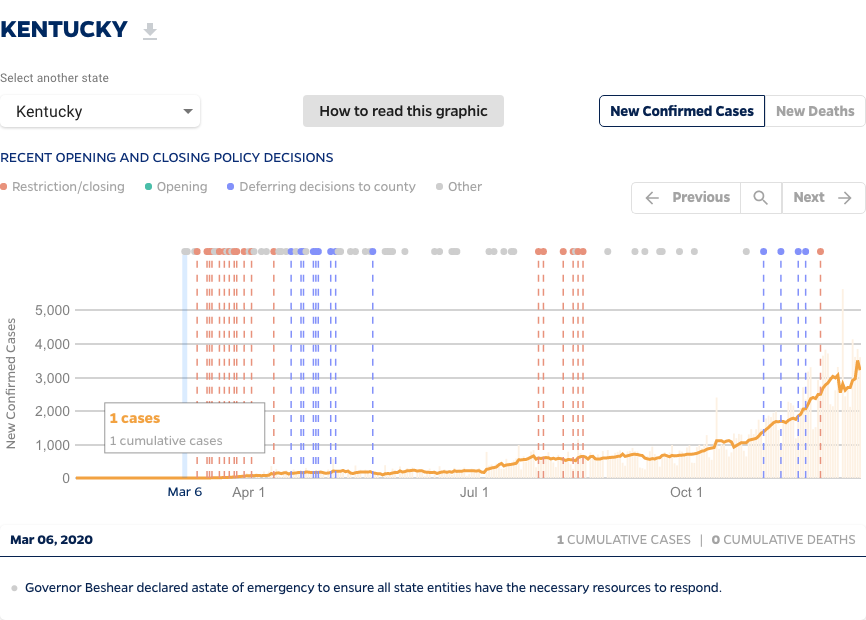 KENTUCKY
Select another state
Kentucky
How to read this graphic
New Confirmed Cases
New Deaths
RECENT OPENING AND CLOSING POLICY DECISIONS
Restriction/closing
Opening
Deferring decisions to county
Other
Previous
Next
New Confirmed Cases
5,000
4,000
3,000
2,000
1,000
0
1 cases
1 cumulative cases
Mar 6
Apr 1
Jul 1
Oct 1
Mar 06, 2020
1 CUMULATIVE CASES | 0 CUMULATIVE DEATHS
Governor Beshear declared astate of emergency to ensure all state entities have the necessary resources to respond.